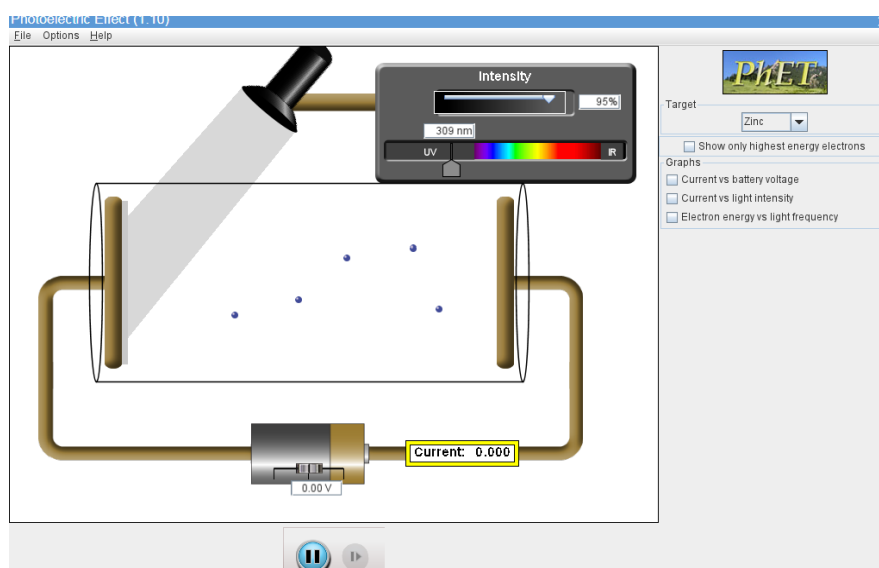 Photoelectric Effect (1.10)
File Options Help
Intensity
95%
309 nm
UV
IR
PhET
Target
Zinc
Show only highest energy electrons
Graphs
Current vs battery voltage
Current vs light intensity
Electron energy vs light frequency
Current: 0.000
0.00 V